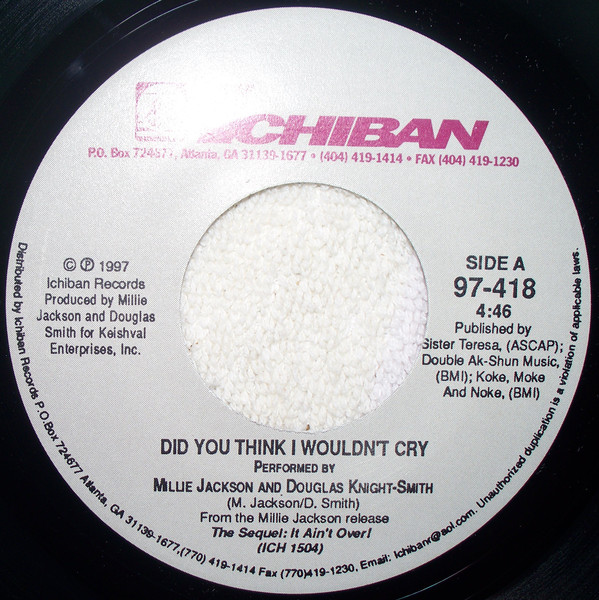 ICHIBAN
P.O. Box 724677, Atlanta, GA 31139-1677 • (404) 419-1414 • FAX (404) 419-1230
© ℗ 1997
Ichiban Records
Produced by Millie
Jackson and Douglas
Smith for Keishval
Enterprises, Inc.
SIDE A
97-418
4:46
Published by
Sister Teresa, (ASCAP);
Double Ak-Shun Music,
(BMI); Koke, Moke
And Noke, (BMI)
DID YOU THINK I WOULDN'T CRY
PERFORMED BY
MILLIE JACKSON AND DOUGLAS KNIGHT-SMITH
(M. Jackson/D. Smith)
From the Millie Jackson release
The Sequel: It Ain't Over!
(ICH 1504)
Distributed by Ichiban Records P.O.Box 724677 Atlanta, GA 31139-1677,(770) 419-1414 Fax (770)419-1230, Email: Ichibanr@aol.com. Unauthorized duplication is a violation of applicable laws.